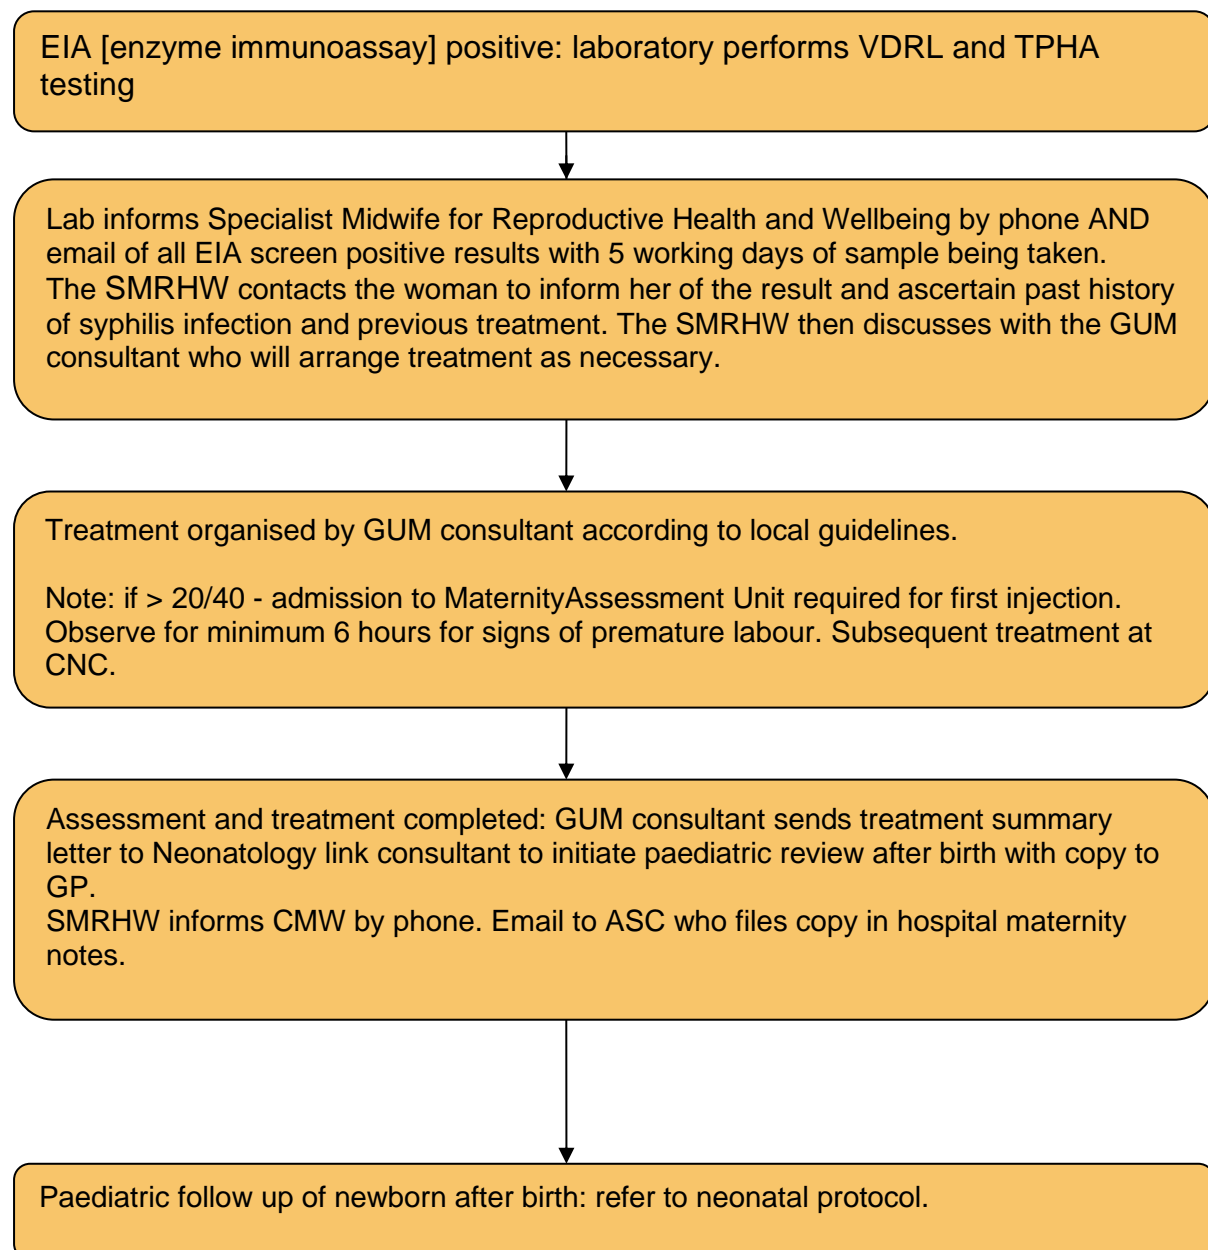 EIA [enzyme immunoassay] positive: laboratory performs VDRL and TPHA
testing
Lab informs Specialist Midwife for Reproductive Health and Wellbeing by phone AND
email of all EIA screen positive results with 5 working days of sample being taken.
The SMRHW contacts the woman to inform her of the result and ascertain past history
of syphilis infection and previous treatment. The SMRHW then discusses with the GUM
consultant who will arrange treatment as necessary.
Treatment organised by GUM consultant according to local guidelines.
Note: if > 20/40 - admission to MaternityAssessment Unit required for first injection.
Observe for minimum 6 hours for signs of premature labour. Subsequent treatment at
CNC.
Assessment and treatment completed: GUM consultant sends treatment summary
letter to Neonatology link consultant to initiate paediatric review after birth with copy to
GP.
SMRHW informs CMW by phone. Email to ASC who files copy in hospital maternity
notes.
Paediatric follow up of newborn after birth: refer to neonatal protocol.